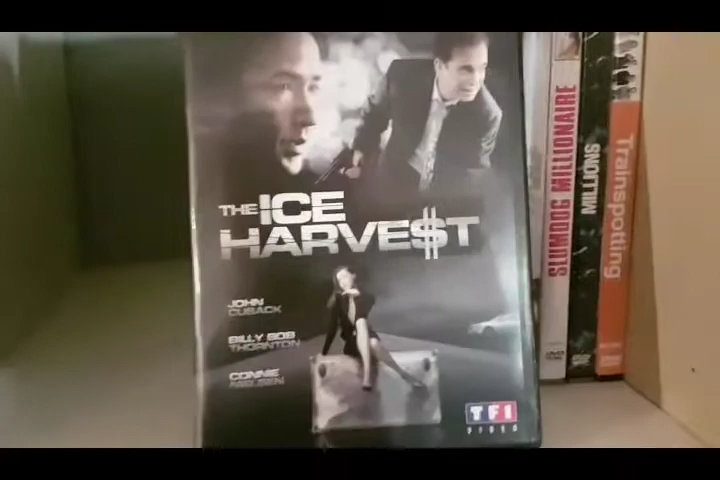 THE ICE
HARVE$T
JOHN
CUSACK
BILLY BOB
THORNTON
CONNIE
NIELSEN
TF1
VIDEO
SLUMDOG MILLIONAIRE
MILLIONS
Trainspotting